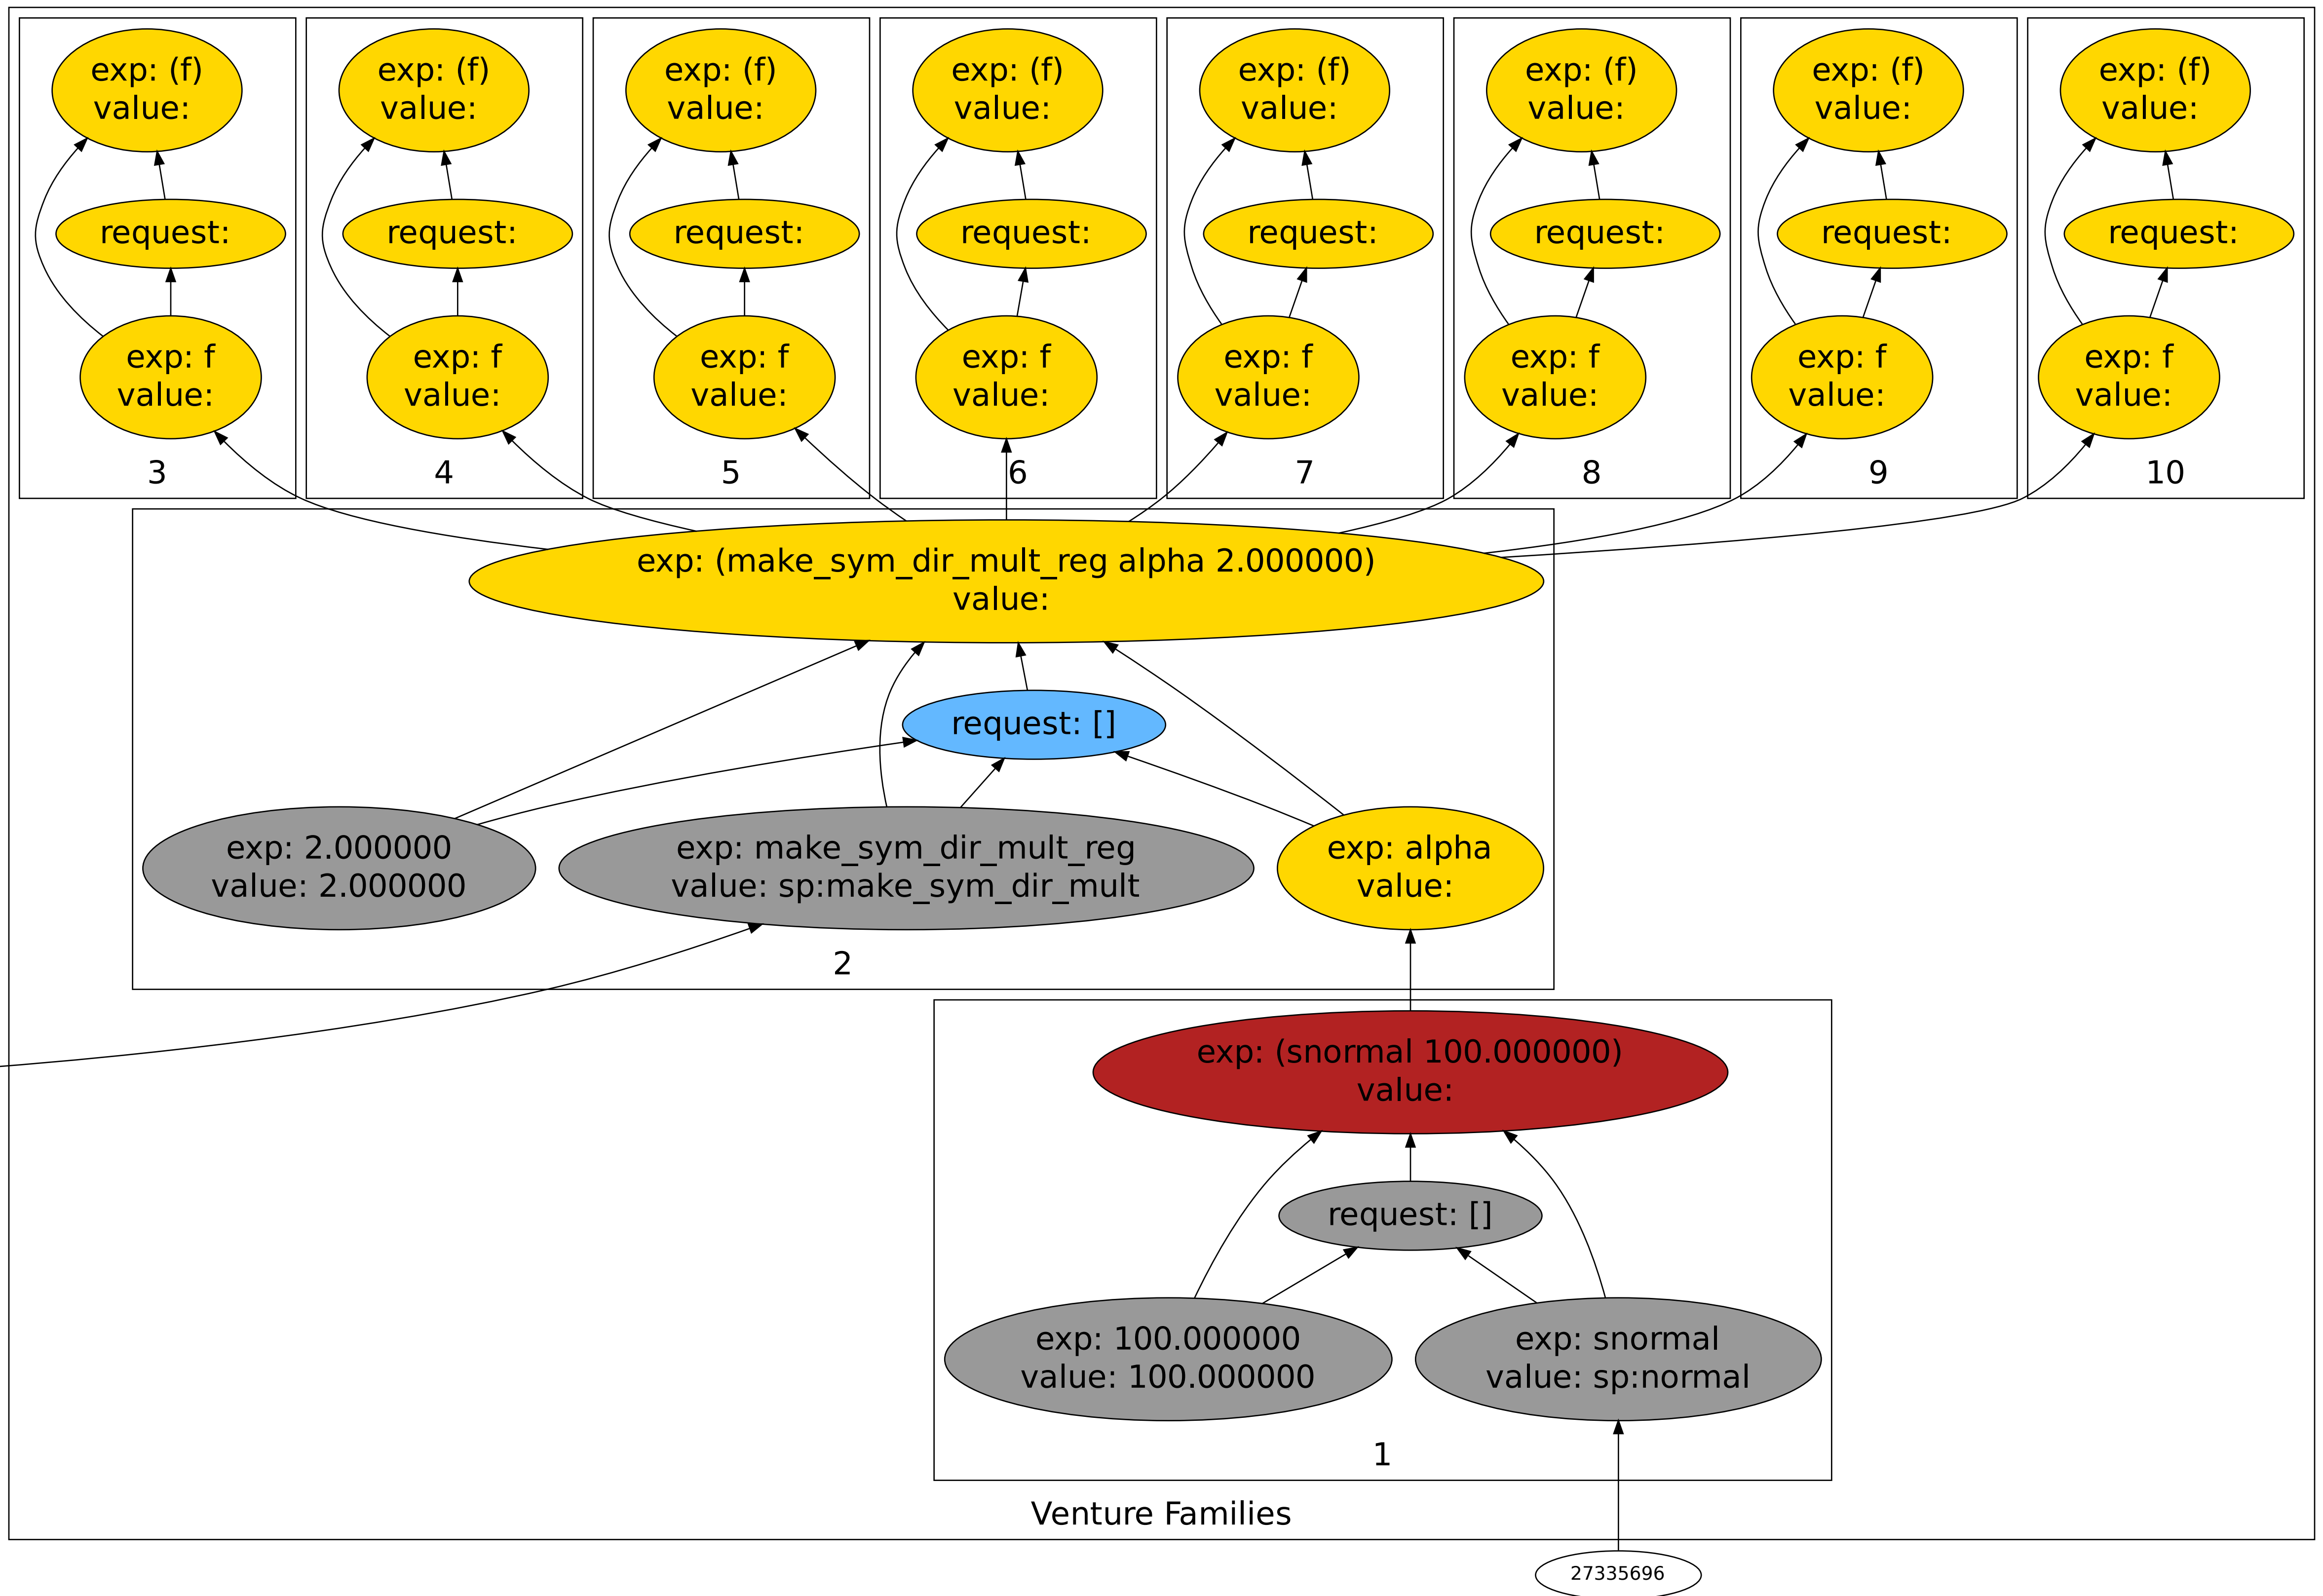 exp: (f)
value:
request:
exp: f
value:
3
exp: (f)
value:
request:
exp: f
value:
4
exp: (f)
value:
request:
exp: f
value:
5
exp: (f)
value:
request:
exp: f
value:
6
exp: (f)
value:
request:
exp: f
value:
7
exp: (f)
value:
request:
exp: f
value:
8
exp: (f)
value:
request:
exp: f
value:
9
exp: (f)
value:
request:
exp: f
value:
10
exp: (make_sym_dir_mult_reg alpha 2.000000)
value:
request: []
exp: 2.000000
value: 2.000000
exp: make_sym_dir_mult_reg
value: sp:make_sym_dir_mult
exp: alpha
value:
2
exp: (snormal 100.000000)
value:
request: []
exp: 100.000000
value: 100.000000
exp: snormal
value: sp:normal
1
Venture Families
27335696